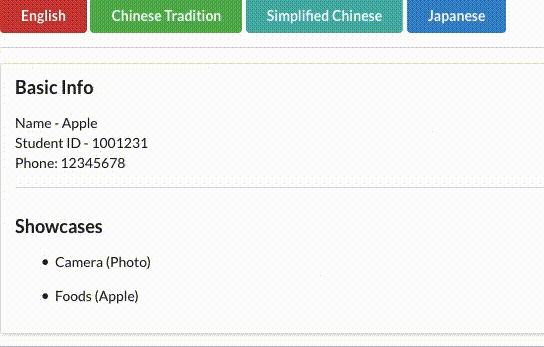 English
Chinese Tradition
Simplified Chinese
Japanese
Basic Info
Name - Apple
Student ID - 1001231
Phone: 12345678
Showcases
Camera (Photo)
Foods (Apple)